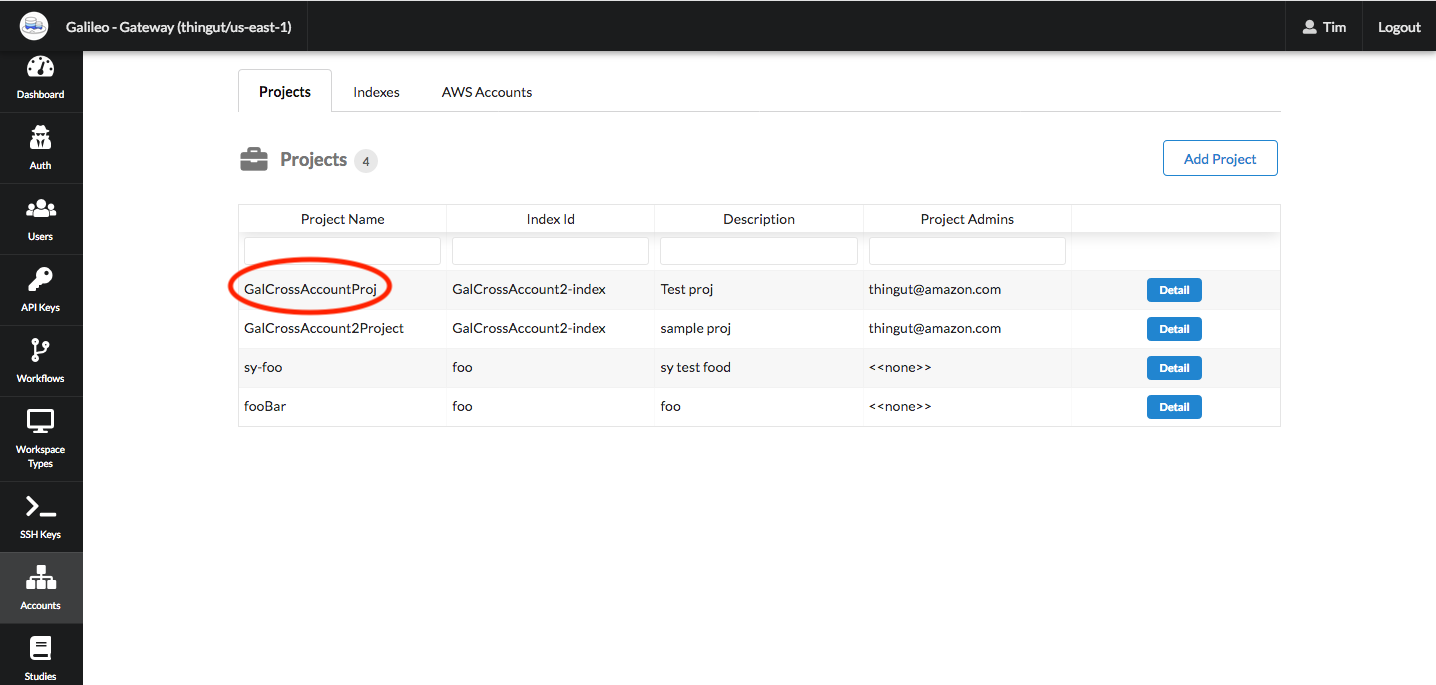 Galileo - Gateway (thingut/us-east-1)
Tim
Logout
Dashboard
Auth
Users
API Keys
Workflows
Workspace
Types
SSH Keys
Accounts
Studies
Projects Indexes AWS Accounts
Projects 4
Add Project
Project Name Index Id Description Project Admins
GalCrossAccountProj GalCrossAccount2-index Test proj thingut@amazon.com Detail
GalCrossAccount2Project GalCrossAccount2-index sample proj thingut@amazon.com Detail
sy-foo foo sy test food <<none>> Detail
fooBar foo foo <<none>> Detail